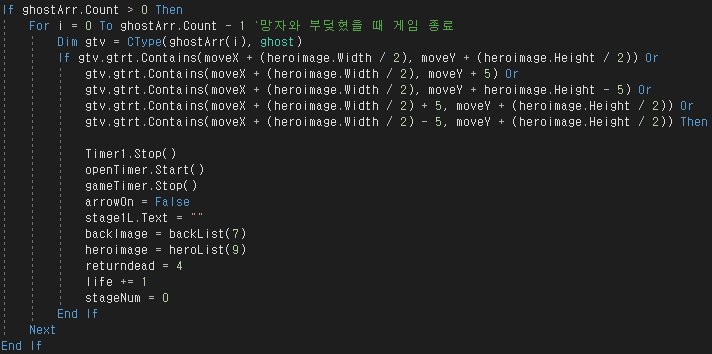 If ghostArr.Count > 0 Then
For i = 0 To ghostArr.Count - 1 '망자와 부딪혔을 때 게임 종료
Dim gtv = CType(ghostArr(i), ghost)
If gtv.gtrt.Contains(moveX + (heroimage.Width / 2), moveY + (heroimage.Height / 2)) Or
gtv.gtrt.Contains(moveX + (heroimage.Width / 2), moveY + 5) Or
gtv.gtrt.Contains(moveX + (heroimage.Width / 2), moveY + heroimage.Height - 5) Or
gtv.gtrt.Contains(moveX + (heroimage.Width / 2) + 5, moveY + (heroimage.Height / 2)) Or
gtv.gtrt.Contains(moveX + (heroimage.Width / 2) - 5, moveY + (heroimage.Height / 2)) Then
Timer1.Stop()
openTimer.Start()
gameTimer.Stop()
arrowOn = False
stage1L.Text = ""
backImage = backList(7)
heroimage = heroList(9)
returndead = 4
life += 1
stageNum = 0
End If
Next
End If